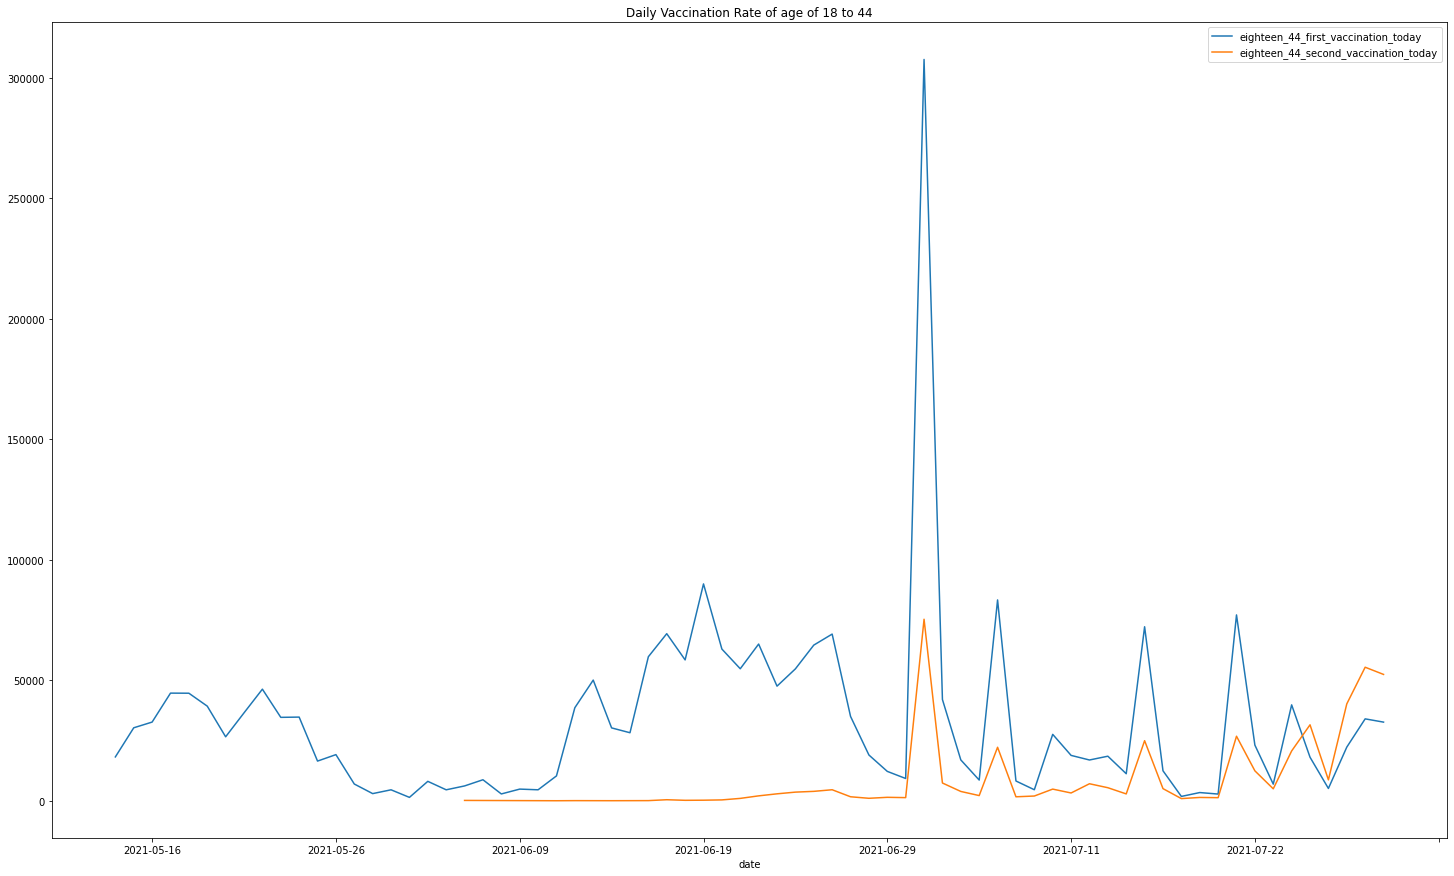 Daily Vaccination Rate of age of 18 to 44
eighteen_44_first_vaccination_today
eighteen_44_second_vaccination_today
300000
250000
200000
150000
100000
50000
0
2021-05-16 2021-05-26 2021-06-09 2021-06-19 2021-06-29 2021-07-11 2021-07-22
date